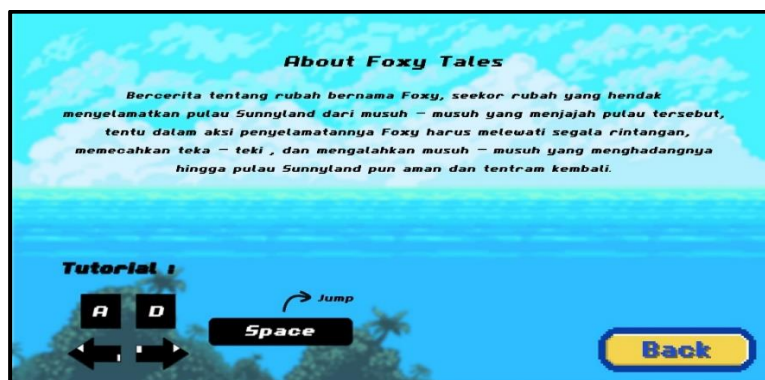 About Foxy Tales
Bercerita tentang rubah bernama Foxy, seekor rubah yang hendak
menyelamatkan pulau Sunnyland dari musuh - musuh yang menjajah pulau tersebut,
tentu dalam aksi penyelamatannya Foxy harus melewati segala rintangan,
memecahkan teka - teki , dan mengalahkan musuh - musuh yang menghadangnya
hingga pulau Sunnyland pun aman dan tentram kembali.
Tutorial :
A D
Jump
Space
Back